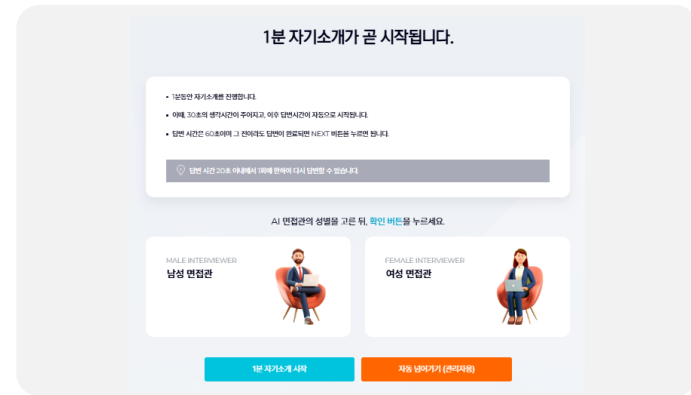 1분 자기소개가 곧 시작됩니다.
1분동안 자기소개를 진행합니다.
이때, 30초의 생각시간이 주어지고, 이후 답변시간이 자동으로 시작됩니다.
답변 시간은 60초이며 그 전이라도 답변이 완료되면 NEXT 버튼을 누르면 됩니다.
답변 시간 20초 이내에서 1회에 한하여 다시 답변할 수 있습니다.
AI 면접관의 성별을 고른 뒤, 확인 버튼을 누르세요.
MALE INTERVIEWER
남성 면접관
FEMALE INTERVIEWER
여성 면접관
1분 자기소개 시작
자동 넘어가기 (관리자용)